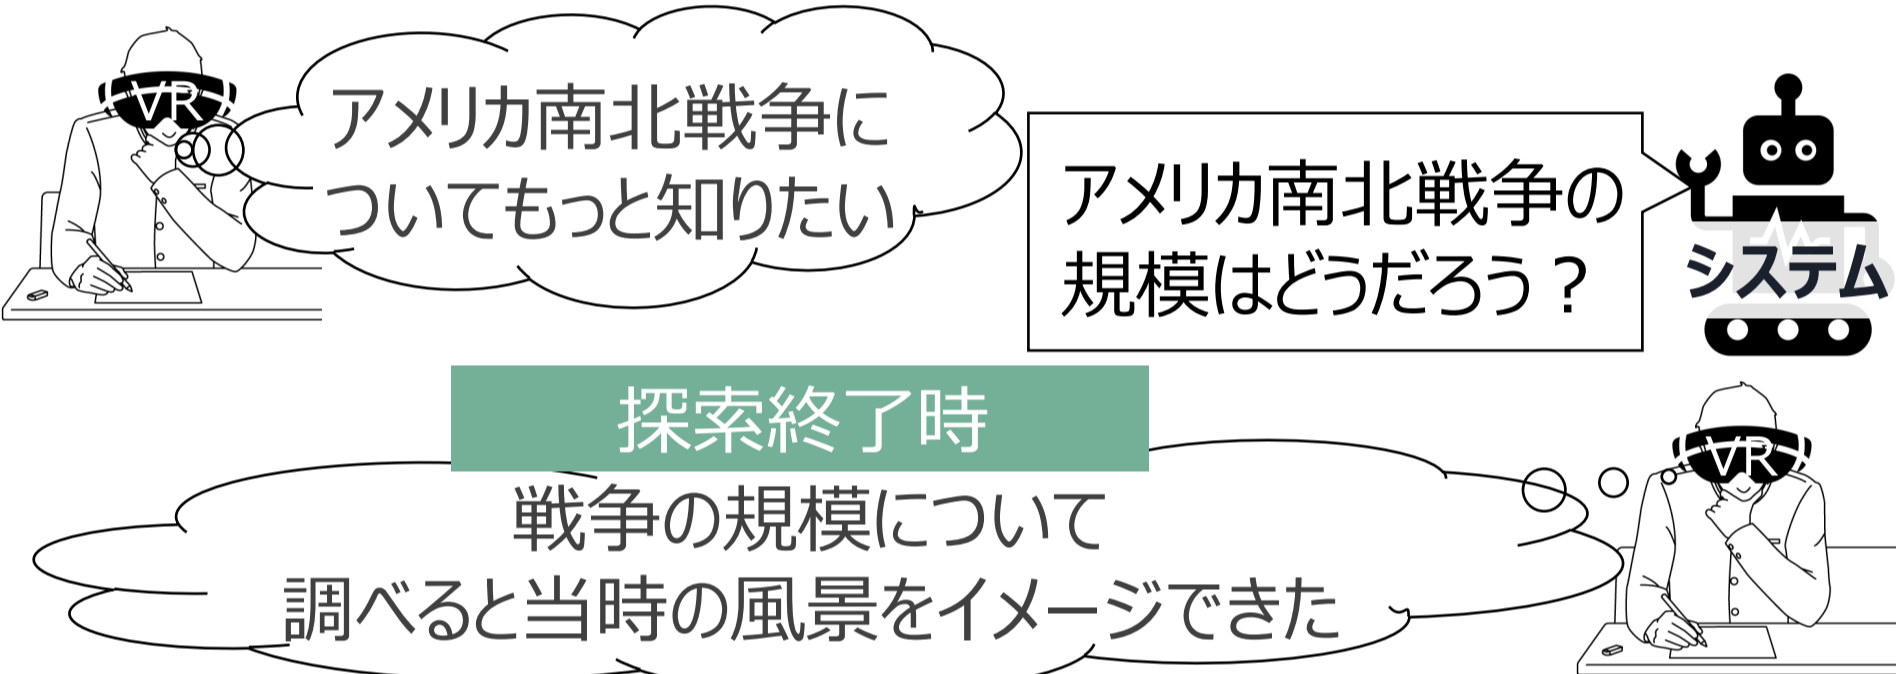 VR
アメリカ南北戦争に
ついてもっと知りたい
アメリカ南北戦争の
規模はどうだろう？
システム
探索終了時
VR
戦争の規模について
調べると当時の風景をイメージできた